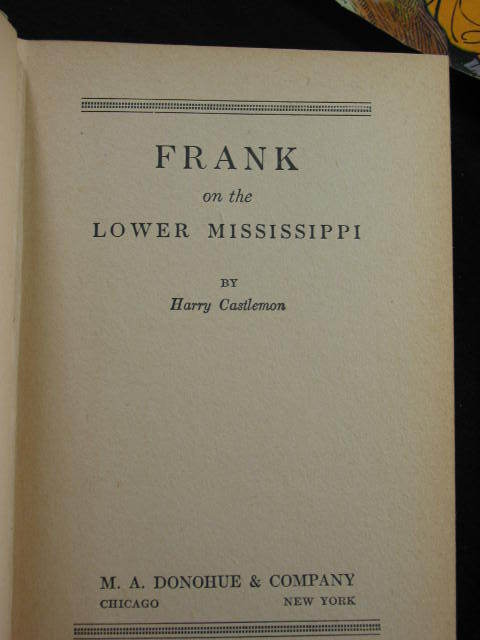 FRANK
on the
LOWER MISSISSIPPI
BY
Harry Castlemon
M. A. DONOHUE & COMPANY
CHICAGO NEW YORK